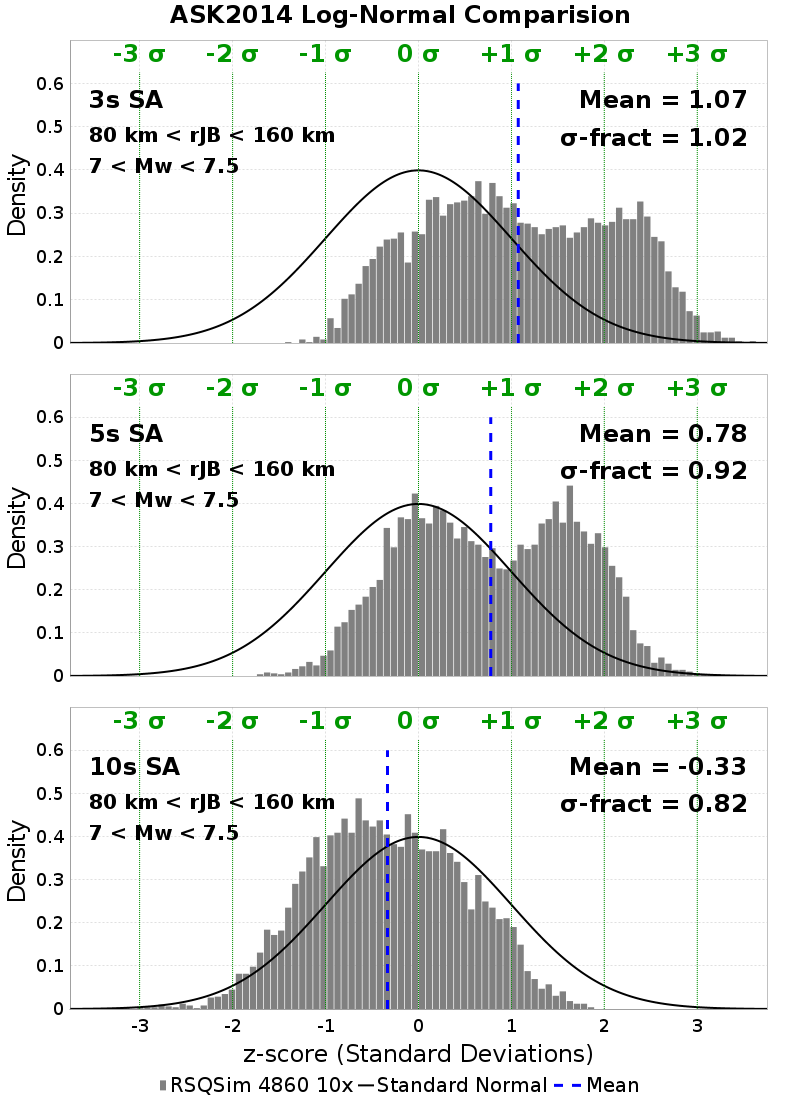 ASK2014 Log-Normal Comparision
-3 σ -2 σ -1 σ 0 σ +1 σ +2 σ +3 σ
3s SA
80 km < rJB < 160 km
7 < Mw < 7.5
Mean = 1.07
σ-fract = 1.02
0.6
0.5
0.4
0.3
0.2
0.1
0
Density
-3 σ -2 σ -1 σ 0 σ +1 σ +2 σ +3 σ
5s SA
80 km < rJB < 160 km
7 < Mw < 7.5
Mean = 0.78
σ-fract = 0.92
0.6
0.5
0.4
0.3
0.2
0.1
0
Density
-3 σ -2 σ -1 σ 0 σ +1 σ +2 σ +3 σ
10s SA
80 km < rJB < 160 km
7 < Mw < 7.5
Mean = -0.33
σ-fract = 0.82
0.6
0.5
0.4
0.3
0.2
0.1
0
Density
-3 -2 -1 0 1 2 3
z-score (Standard Deviations)
RSQSim 4860 10x Standard Normal Mean